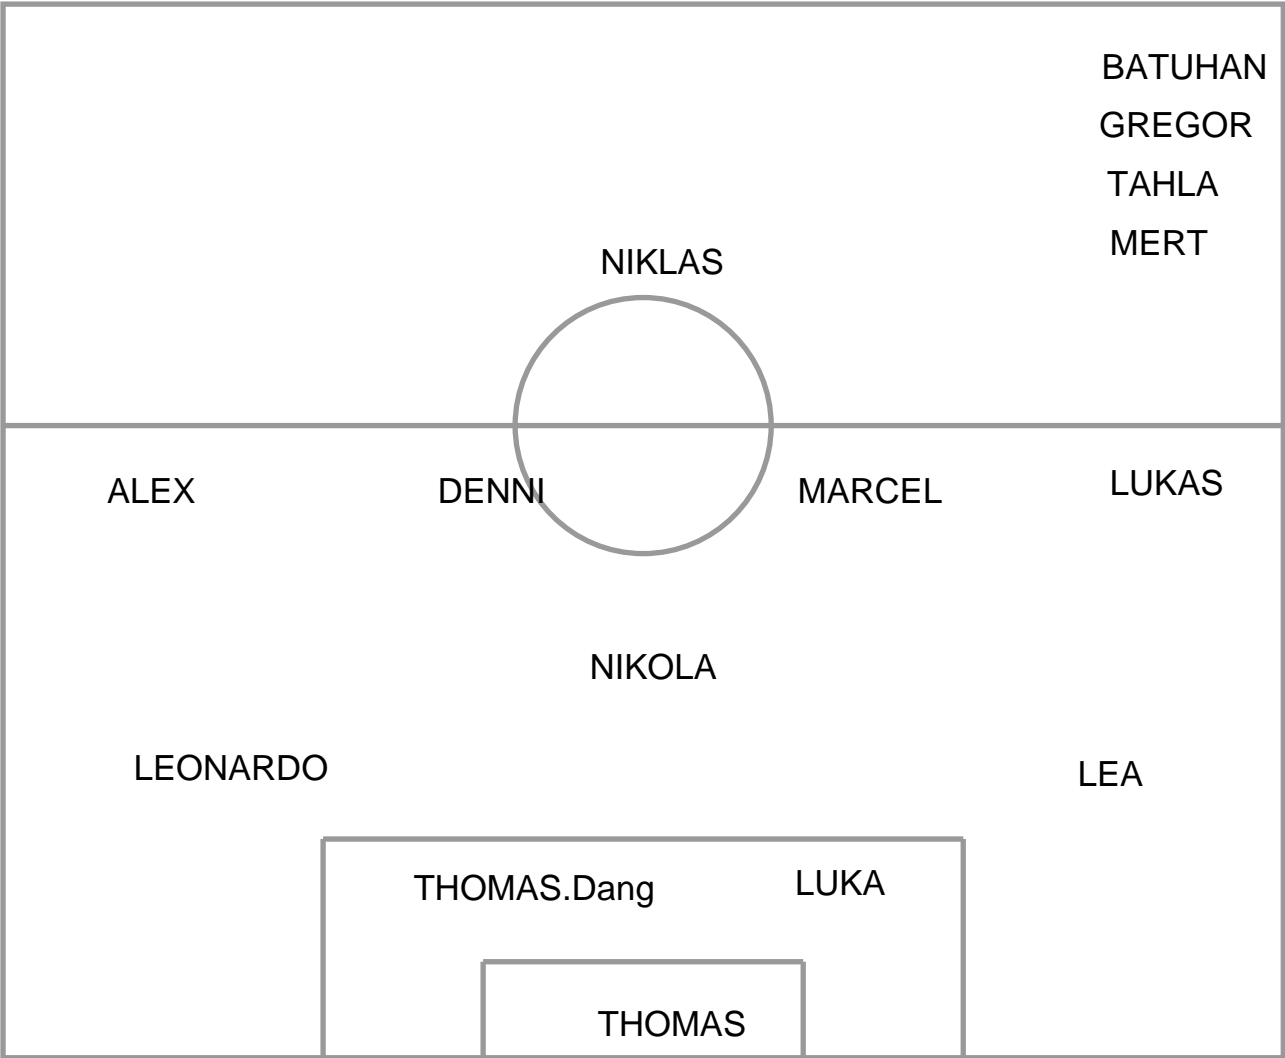 BATUHAN
GREGOR
TAHLA
MERT
NIKLAS
ALEX DENNI MARCEL LUKAS
NIKOLA
LEONARDO LEA
THOMAS.Dang LUKA
THOMAS